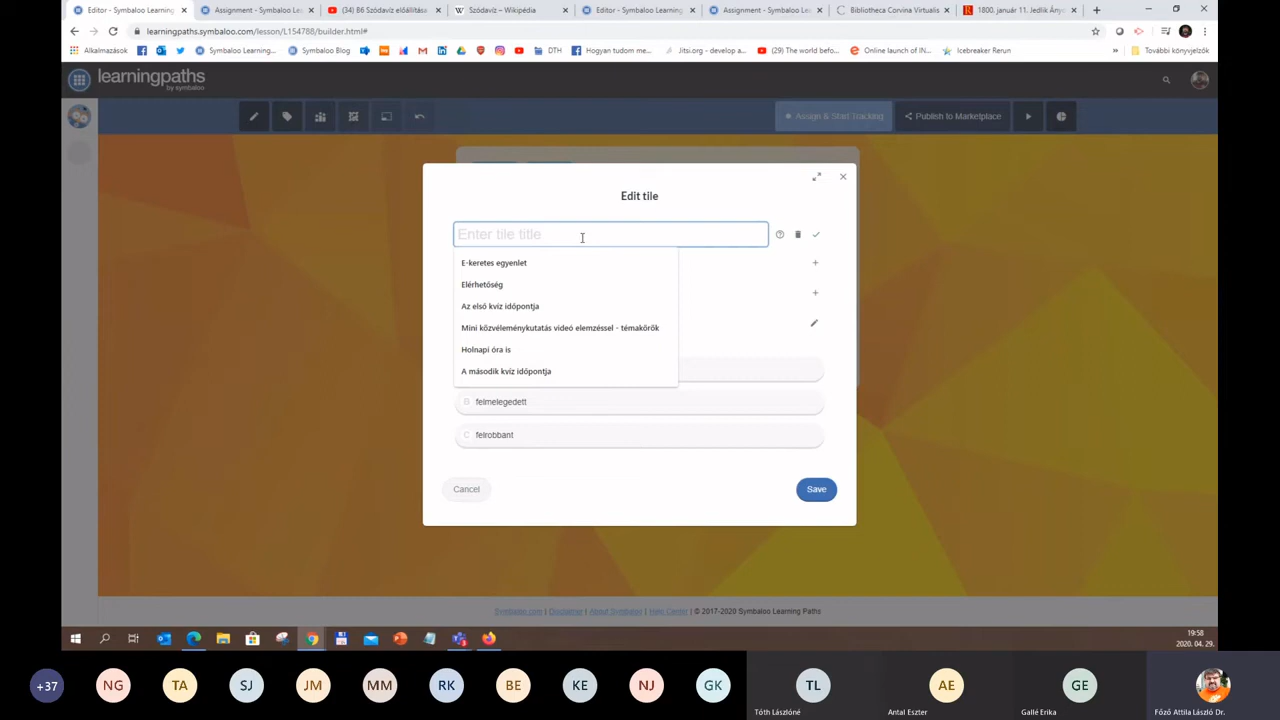 Editor - Symbaloo Learning
Assignment - Symbaloo Les
(34) B6 Szódavíz előállítása
Szódavíz – Wikipédia
Editor - Symbaloo Learning
Assignment - Symbaloo Le
Bibliotheca Corvina Virtualis
1800. január 11. Jedlik Ányo
learningpaths.symbaloo.com/lesson/L154788/builder.html#
Alkalmazások
Symbaloo Learning...
Symbaloo Blog
DTH
Hogyan tudom me...
Jitsi.org - develop a...
(29) The world befo...
Online launch of IN...
Icebreaker Rerun
További könyvjelzők
learningpaths
by symbaloo
Assign & Start Tracking
Publish to Marketplace
Edit tile
Enter tile title
E-keretes egyenlet
Elérhetőség
Az első kvíz időpontja
Mini közvéleménykutatás videó elemzéssel - témakörök
Holnapi óra is
A második kvíz időpontja
B felmelegedett
C felrobbant
Cancel
Save
Symbaloo.com | Disclaimer | About Symbaloo | Help Center | © 2017-2020 Symbaloo Learning Paths
19:58
2020. 04. 29.
+37
NG
TA
SJ
JM
MM
RK
BE
KE
NJ
GK
TL
Tóth Lászlóné
AE
Antal Eszter
GE
Gallé Erika
Főző Attila László Dr.